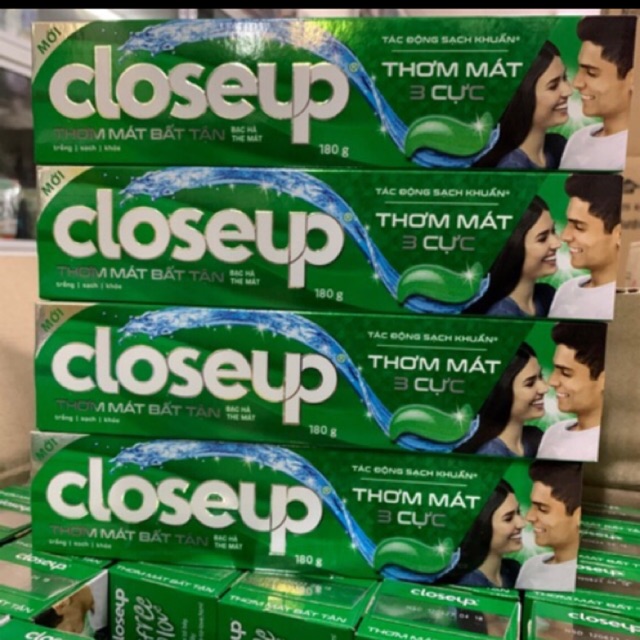 MỚI
closeup
THƠM MÁT BẤT TẬN
BẠC HÀ
THE MÁT
trắng | sạch | khỏe
180 g
TÁC ĐỘNG SẠCH KHUẨN*
THƠM MÁT
3 CỰC
MỚI
closeup
THƠM MÁT BẤT TẬN
BẠC HÀ
THE MÁT
trắng | sạch | khỏe
180 g
TÁC ĐỘNG SẠCH KHUẨN*
THƠM MÁT
3 CỰC
MỚI
closeup
THƠM MÁT BẤT TẬN
BẠC HÀ
THE MÁT
trắng | sạch | khỏe
180 g
TÁC ĐỘNG SẠCH KHUẨN*
THƠM MÁT
3 CỰC
MỚI
closeup
THƠM MÁT BẤT TẬN
BẠC HÀ
THE MÁT
trắng | sạch | khỏe
180 g
TÁC ĐỘNG SẠCH KHUẨN*
THƠM MÁT
3 CỰC
closeup
THƠM MÁT BẤT TẬN
closeup
THƠM MÁT BẤT TẬN
closeup
closeup